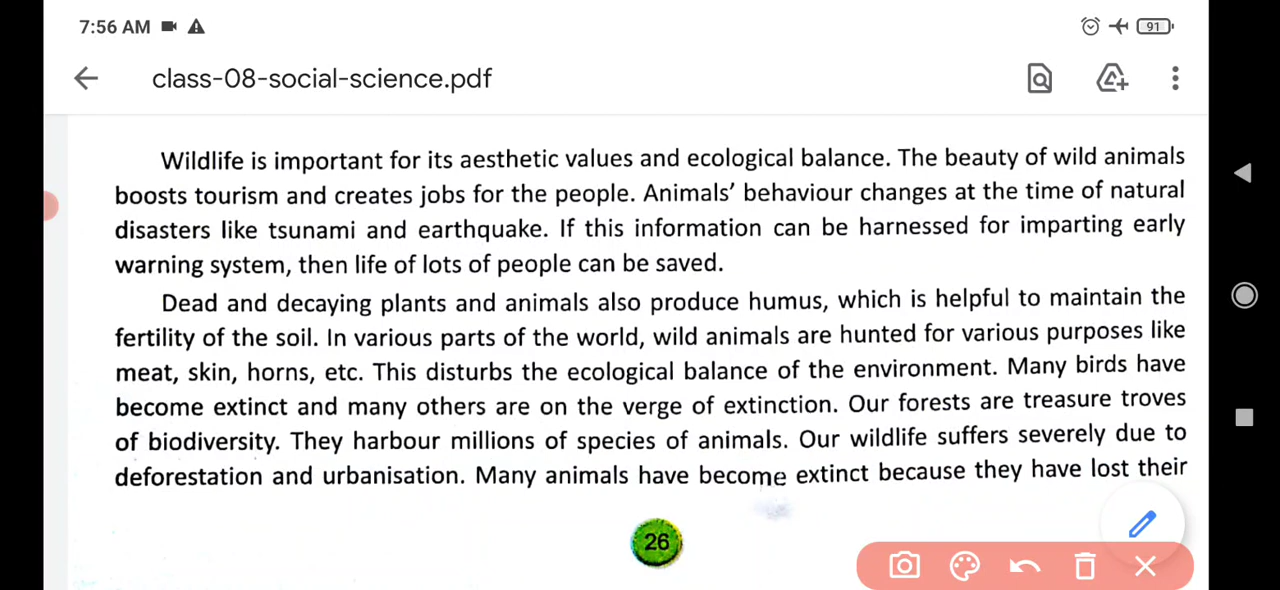 7:56 AM
91
class-08-social-science.pdf
Wildlife is important for its aesthetic values and ecological balance. The beauty of wild animals
boosts tourism and creates jobs for the people. Animals' behaviour changes at the time of natural
disasters like tsunami and earthquake. If this information can be harnessed for imparting early
warning system, then life of lots of people can be saved.
Dead and decaying plants and animals also produce humus, which is helpful to maintain the
fertility of the soil. In various parts of the world, wild animals are hunted for various purposes like
meat, skin, horns, etc. This disturbs the ecological balance of the environment. Many birds have
become extinct and many others are on the verge of extinction. Our forests are treasure troves
of biodiversity. They harbour millions of species of animals. Our wildlife suffers severely due to
deforestation and urbanisation. Many animals have become extinct because they have lost their
26